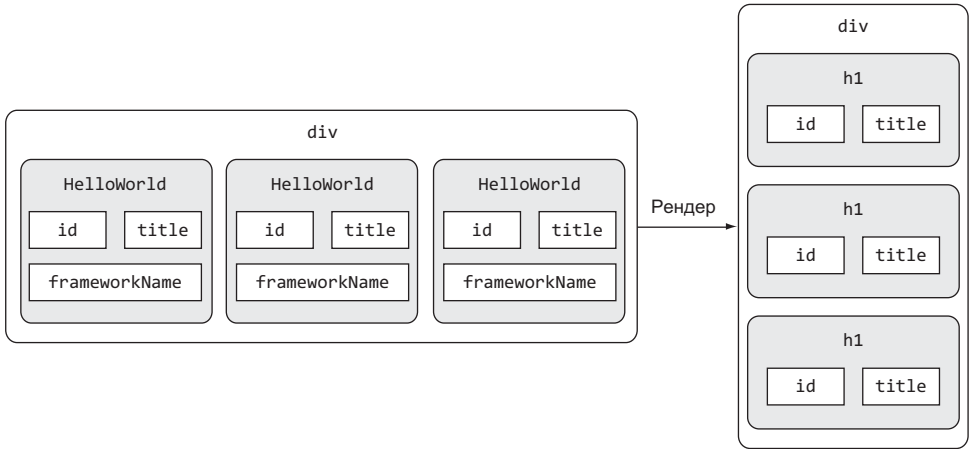 div
HelloWorld
id title
frameworkName
HelloWorld
id title
frameworkName
HelloWorld
id title
frameworkName
Рендер
div
h1
id title
h1
id title
h1
id title